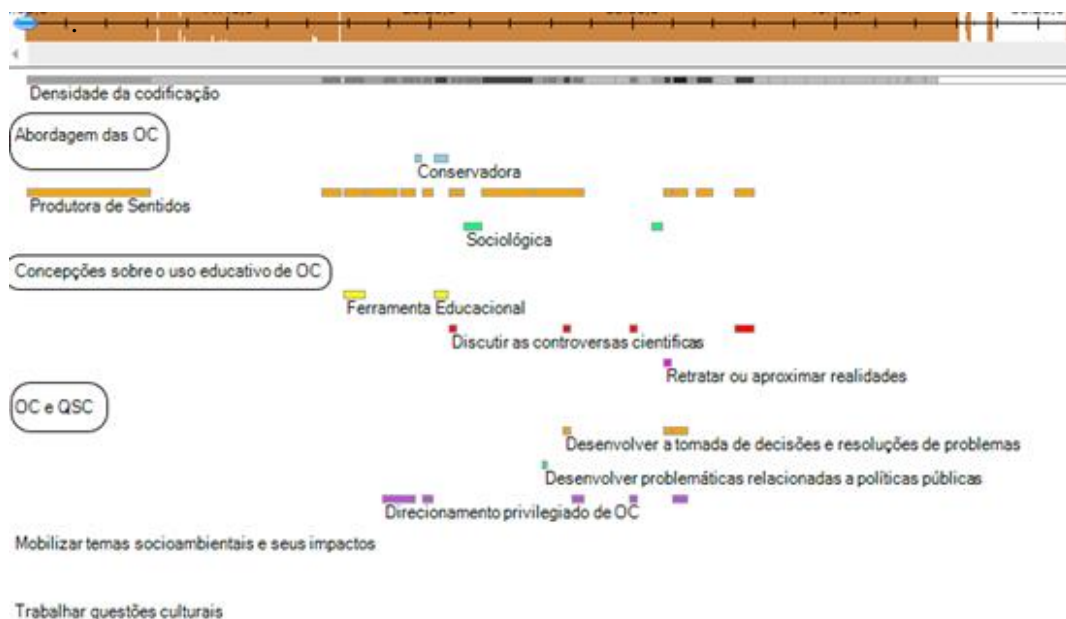 Densidade da codificação
Abordagem das OC
Conservadora
Produtora de Sentidos
Sociológica
Concepções sobre o uso educativo de OC
Ferramenta Educacional
Discutir as controversas cientificas
Retratar ou aproximar realidades
OC e QSC
Desenvolver a tomada de decisões e resoluções de problemas
Desenvolver problemáticas relacionadas a políticas públicas
Direcionamento privilegiado de OC
Mobilizar temas socioambientais e seus impactos
Trabalhar questões culturais